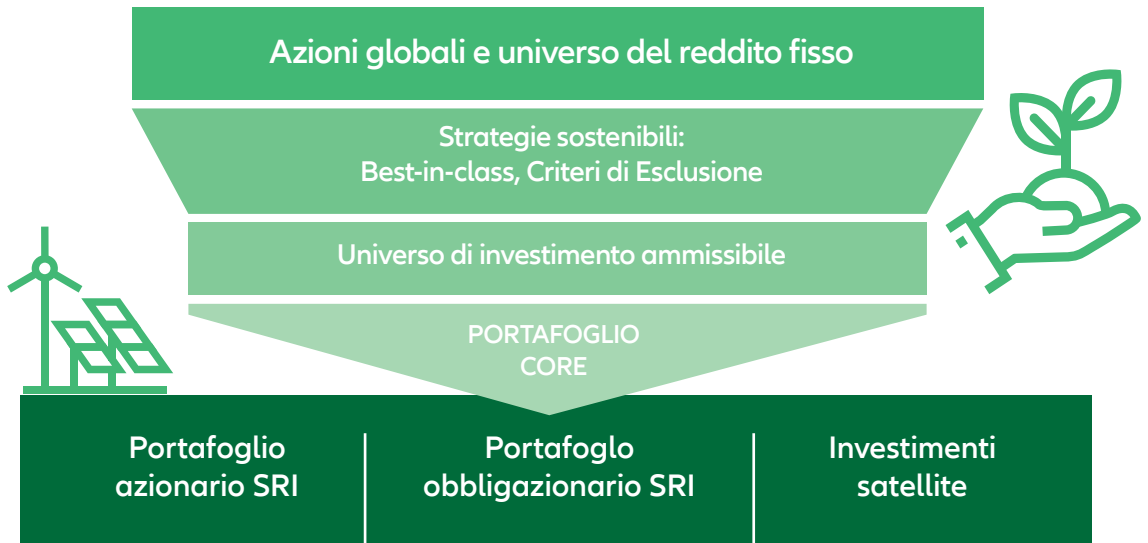 Azioni globali e universo del reddito fisso
Strategie sostenibili:
Best-in-class, Criteri di Esclusione
Universo di investimento ammissibile
PORTAFOGLIO
CORE
Portafoglio
azionario SRI
Portafoglo
obbligazionario SRI
Investimenti
satellite